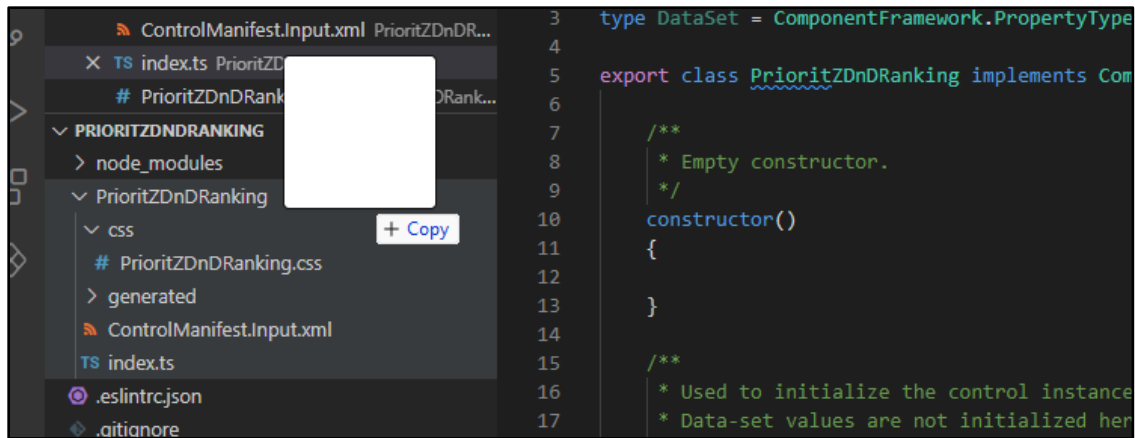 ControlManifest.Input.xml PrioritZDnDR...
TS index.ts PrioritZD
# PrioritZDnDRank DRank...
PRIORITZDNDRANKING
node_modules
PrioritZDnDRanking
+ Copy
css
# PrioritZDnDRanking.css
generated
ControlManifest.Input.xml
TS index.ts
.eslintrc.json
.gitignore
3 type DataSet = ComponentFramework.PropertyType
4
5 export class PrioritZDnDRanking implements Com
6
7 /**
8 * Empty constructor.
9 */
10 constructor()
11 {
12
13 }
14
15 /**
16 * Used to initialize the control instance
17 * Data-set values are not initialized her